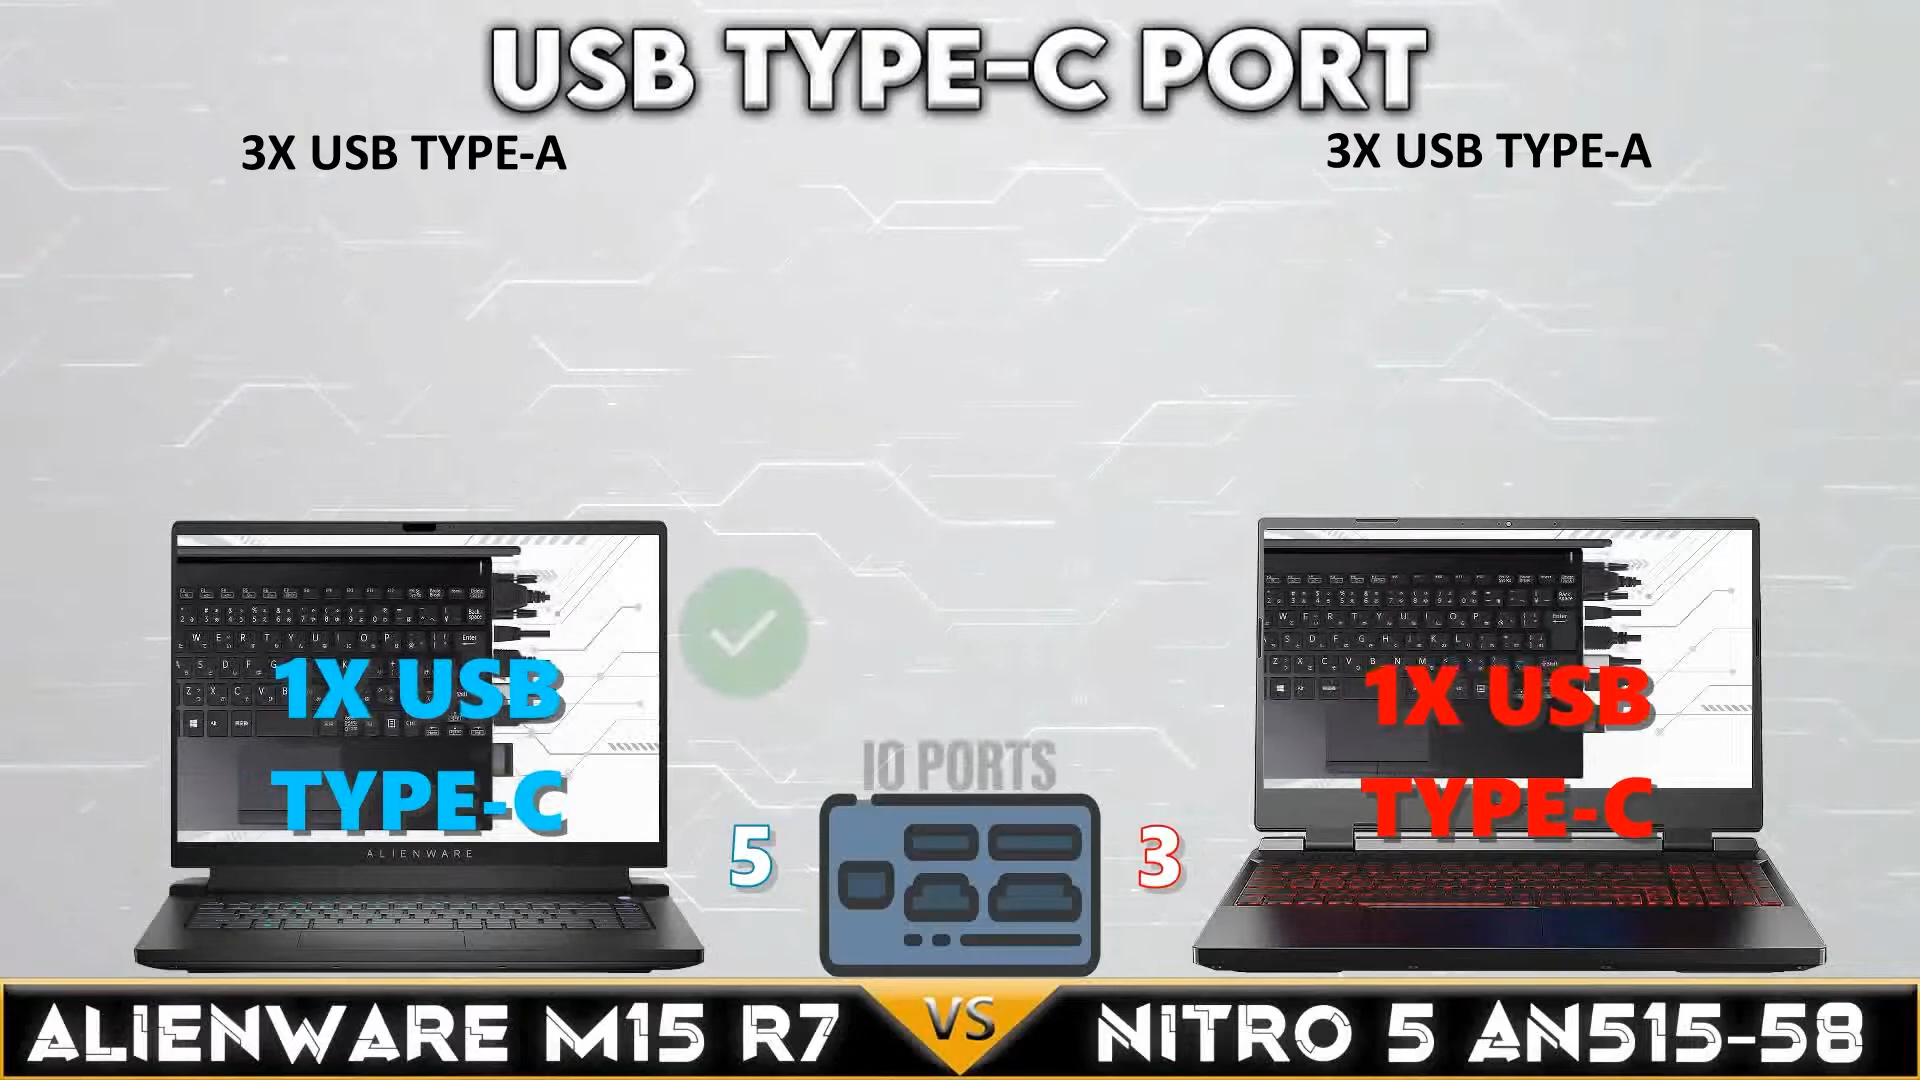 USB TYPE-C PORT
3X USB TYPE-A
3X USB TYPE-A
1X USB
TYPE-C
1X USB
TYPE-C
ALIENWARE
IO PORTS
5
3
ALIENWARE M15 R7
VS
NITRO 5 AN515-58